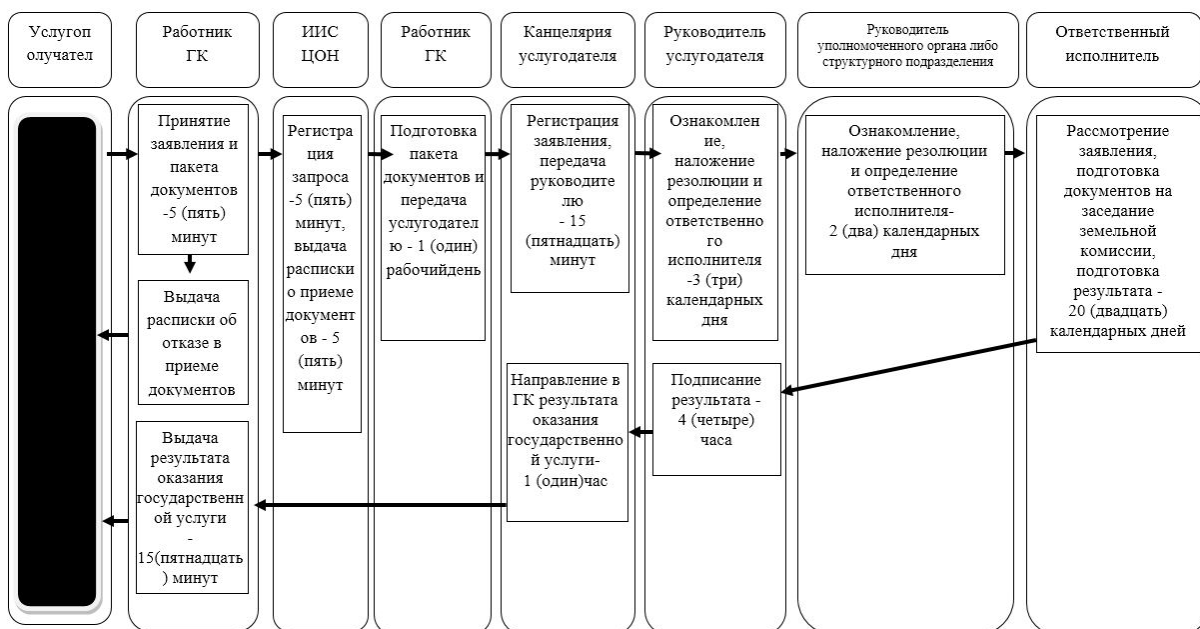 Услугоп
олучател
Работник
ГК
ИИС
ЦОН
Работник
ГК
Канцелярия
услугодателя
Руководитель
услугодателя
Руководитель
уполномоченного органа либо
структурного подразделения
Ответственный
исполнитель
Принятие
заявления и
пакета
документов
-5 (пять)
минут
Выдача
расписки об
отказе в
приеме
документов
Выдача
результата
оказания
государственн
ой услуги
-
15(пятнадцать
) минут
Регистра
ция
запроса
-5 (пять)
минут,
выдача
расписки
о приеме
документ
ов - 5
(пять)
минут
Подготовка
пакета
документов и
передача
услугодател
ю - 1 (один)
рабочийдень
Регистрация
заявления,
передача
руководите
лю
- 15
(пятнадцать)
минут
Направление в
ГК результата
оказания
государственно
й услуги-
1 (один)час
Ознакомлен
ие,
наложение
резолюции и
определение
ответственно
го
исполнителя
-3 (три)
календарных
дня
Подписание
результата -
4 (четыре)
часа
Ознакомление,
наложение резолюции
и определение
ответственного
исполнителя-
2 (два) календарных
дня
Рассмотрение
заявления,
подготовка
документов на
заседание
земельной
комиссии,
подготовка
результата -
20 (двадцать)
календарных дней